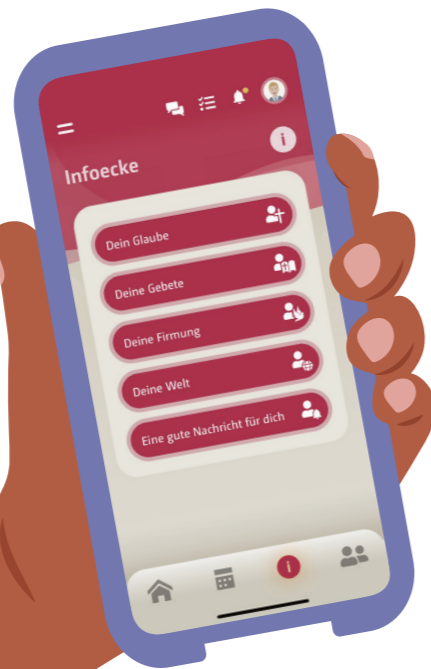 Infoecke
Dein Glaube
Deine Gebete
Deine Firmung
Deine Welt
Eine gute Nachricht für dich